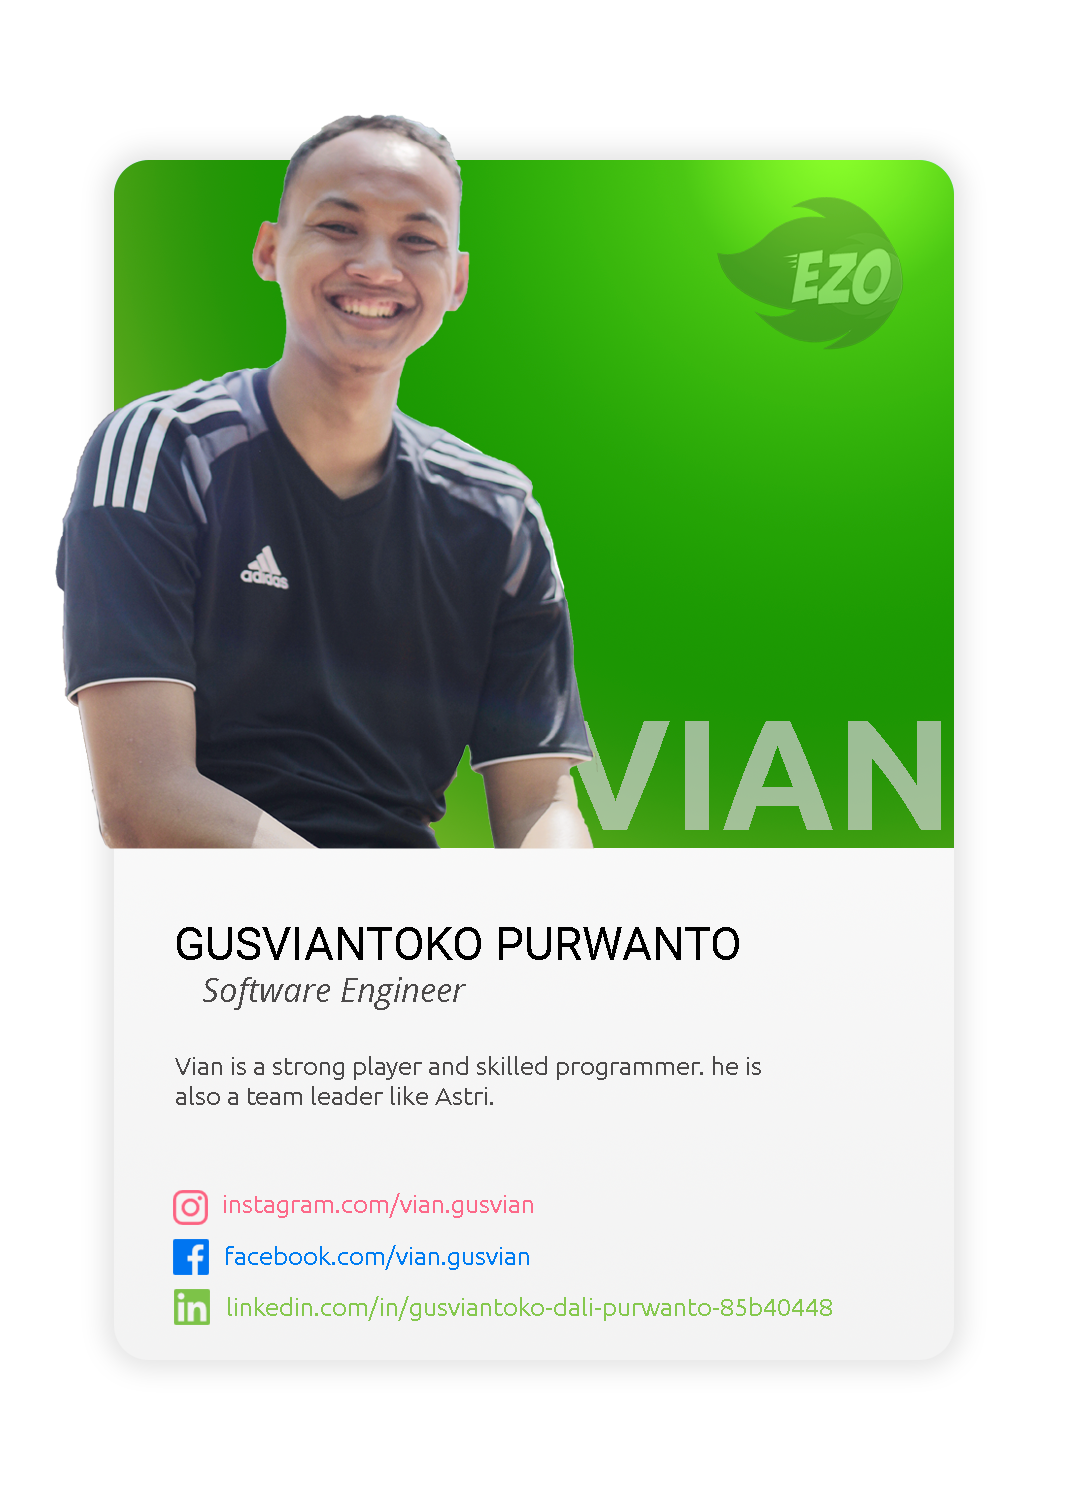 EZO
adidas
VIAN
GUSVIANTOKO PURWANTO
Software Engineer
Vian is a strong player and skilled programmer. he is
also a team leader like Astri.
instagram.com/vian.gusvian
facebook.com/vian.gusvian
linkedin.com/in/gusviantoko-dali-purwanto-85b40448